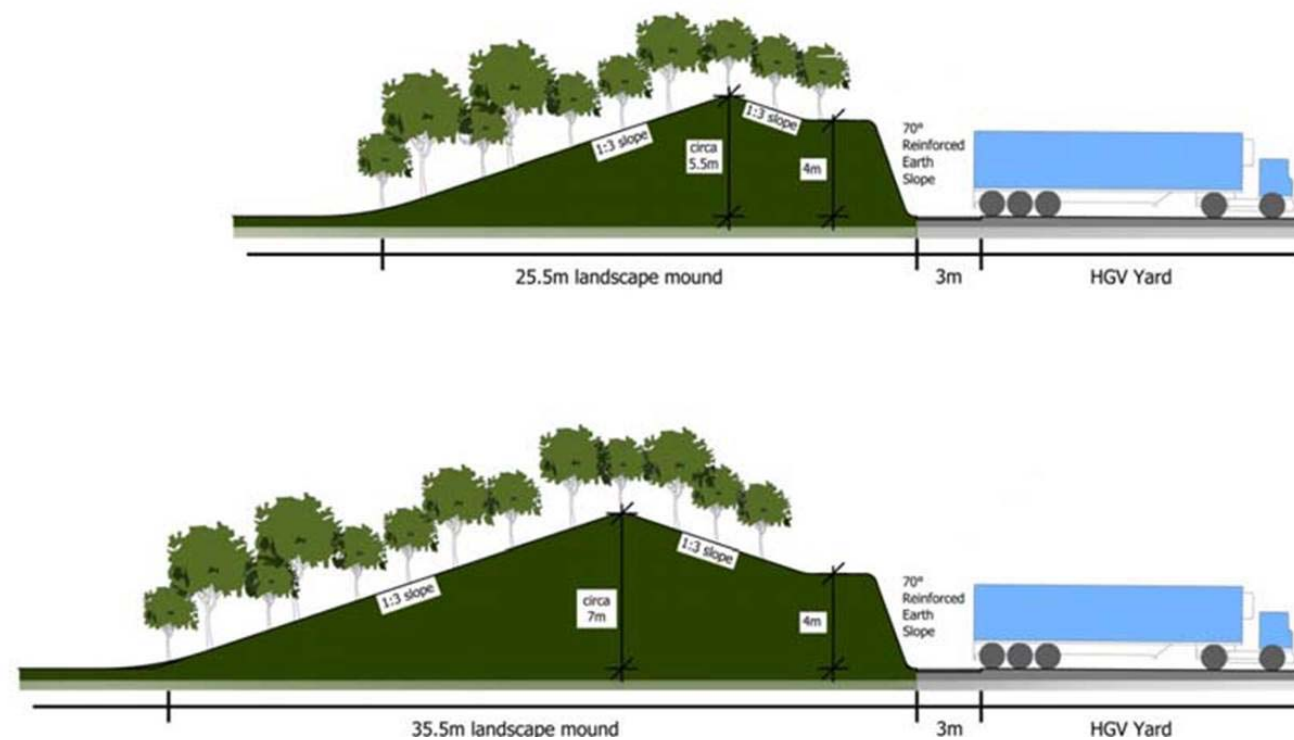 1:3 slope
circa
5.5m
1:3 slope
4m
70°
Reinforced
Earth
Slope
25.5m landscape mound
3m
HGV Yard
1:3 slope
circa
7m
1:3 slope
4m
70°
Reinforced
Earth
Slope
35.5m landscape mound
3m
HGV Yard